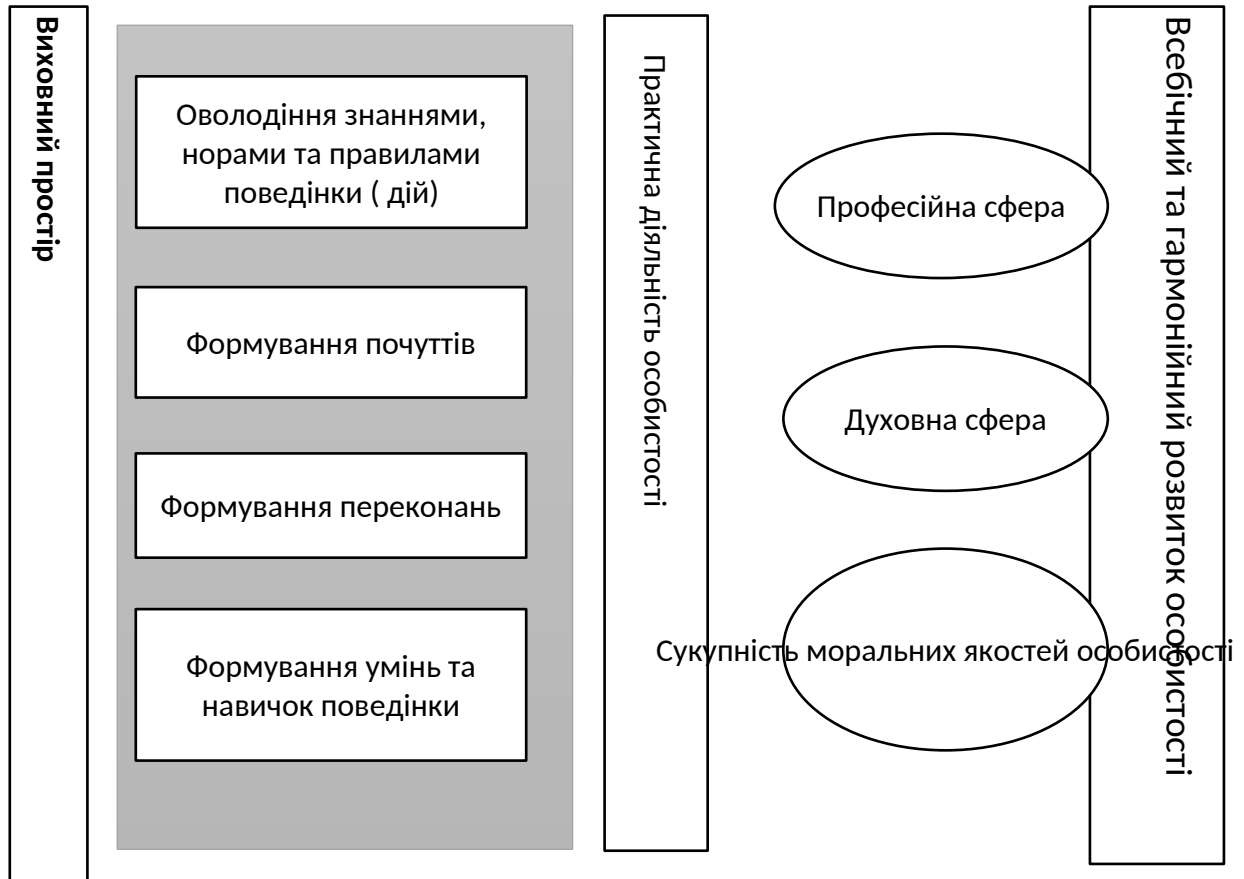 Виховний простір
Оволодіння знаннями,
норами та правилами
поведінки ( дій)
Формування почуттів
Формування переконань
Формування умінь та
навичок поведінки
Практична діяльність особистості
Професійна сфера
Духовна сфера
Сукупність моральних якостей особистості
Всебічний та гармонійний розвиток особистості